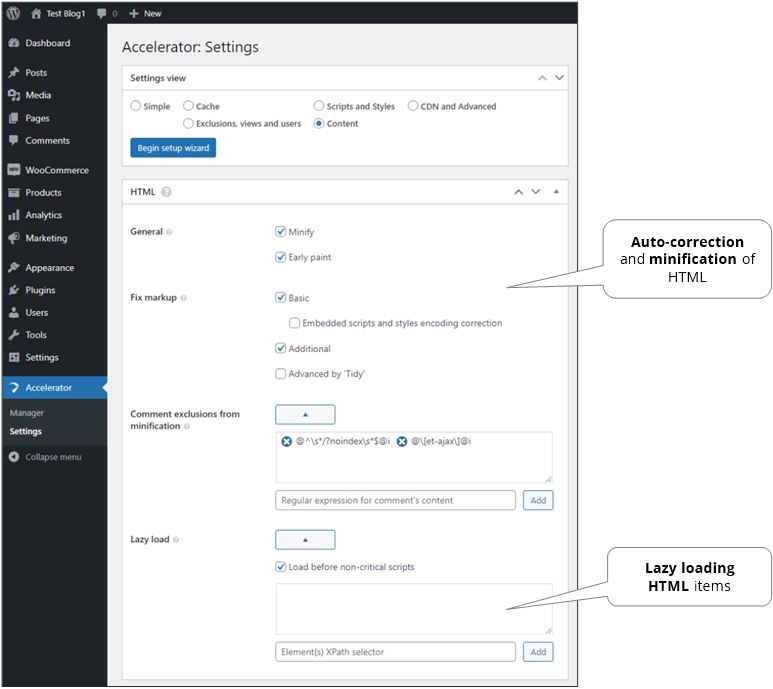 Test Blog1 0 New
Dashboard
Posts
Media
Pages
Comments
WooCommerce
Products
Analytics
Marketing
Appearance
Plugins
Users
Tools
Settings
Accelerator
Manager
Settings
Collapse menu
Accelerator: Settings
Settings view
Simple Cache Scripts and Styles CDN and Advanced
Exclusions, views and users Content
Begin setup wizard
HTML ?
General ? Minify
Early paint
Fix markup ? Basic
Embedded scripts and styles encoding correction
Additional
Advanced by 'Tidy'
Comment exclusions from
minification ?
@^\s*/?noindex\s*$@i @\[et-ajax\]@i
Regular expression for comment's content Add
Lazy load ?
Load before non-critical scripts
Element(s) XPath selector Add
Auto-correction
and minification of
HTML
Lazy loading
HTML items